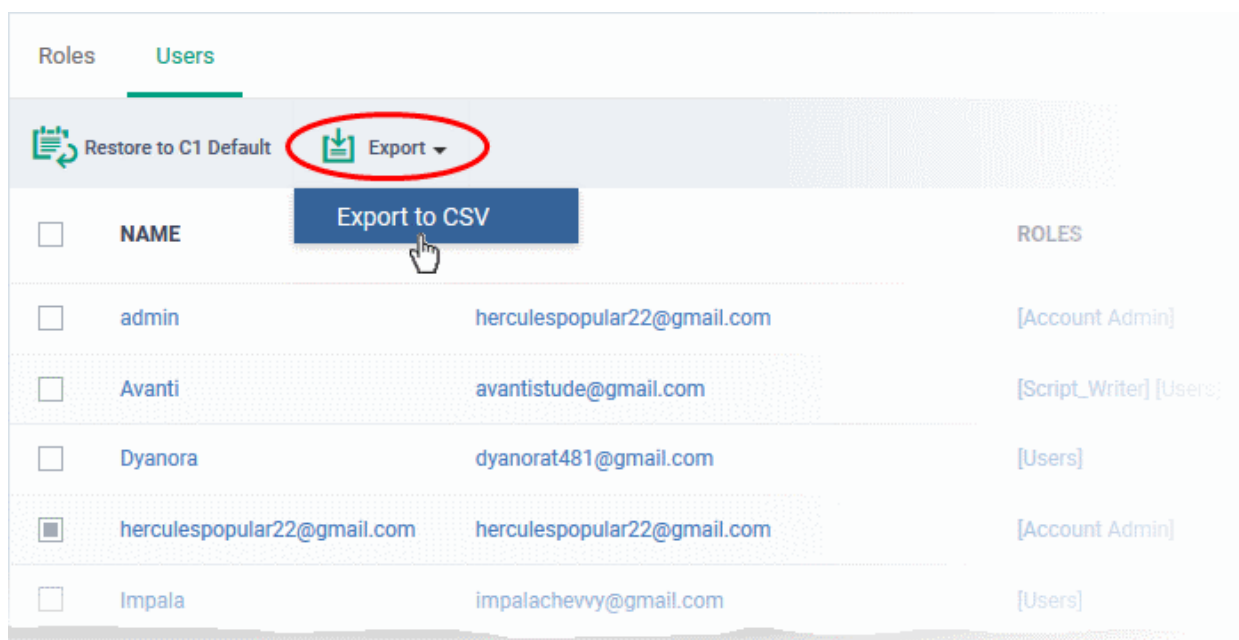 Roles Users
Restore to C1 Default Export
Export to CSV
NAME ROLES
admin herculespopular22@gmail.com [Account Admin]
Avanti avantistude@gmail.com [Script_Writer] [Users]
Dyanora dyanorat481@gmail.com [Users]
herculespopular22@gmail.com herculespopular22@gmail.com [Account Admin]
Impala impalachevvy@gmail.com [Users]